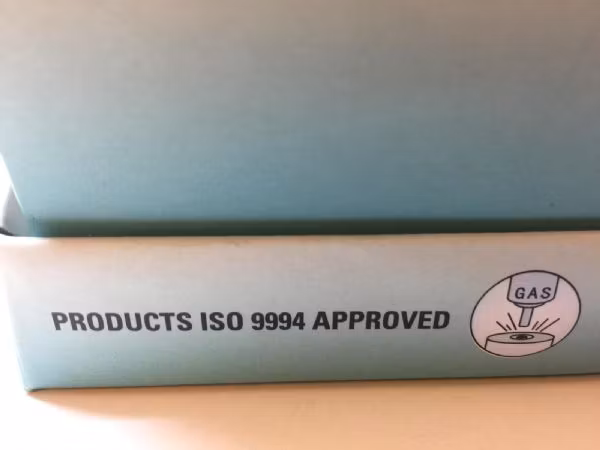 PRODUCTS ISO 9994 APPROVED
GAS